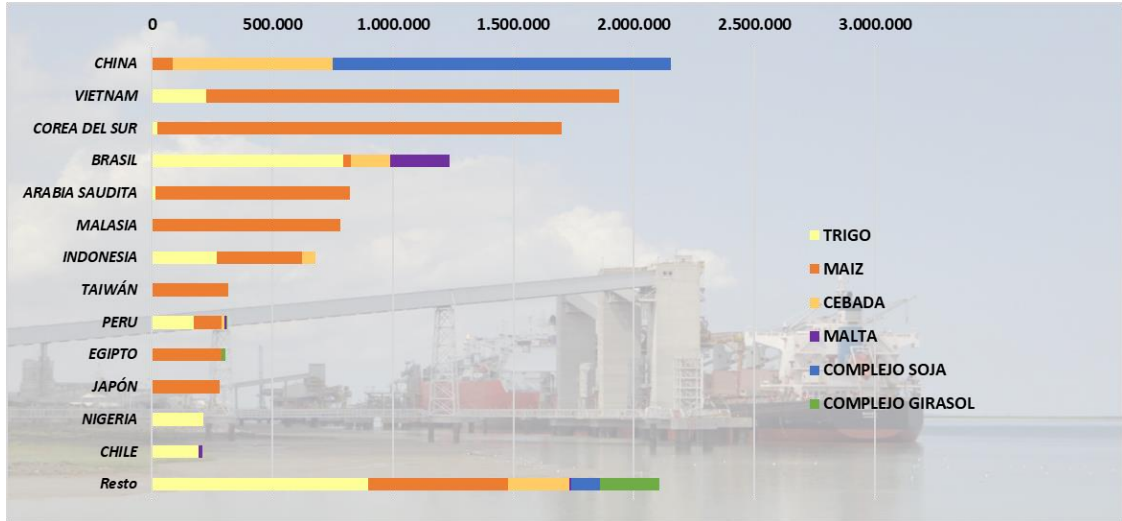 0 500.000 1.000.000 1.500.000 2.000.000 2.500.000 3.000.000
CHINA
VIETNAM
COREA DEL SUR
BRASIL
ARABIA SAUDITA
MALASIA
INDONESIA
TAIWÁN
PERU
EGIPTO
JAPÓN
NIGERIA
CHILE
Resto
TRIGO
MAIZ
CEBADA
MALTA
COMPLEJO SOJA
COMPLEJO GIRASOL